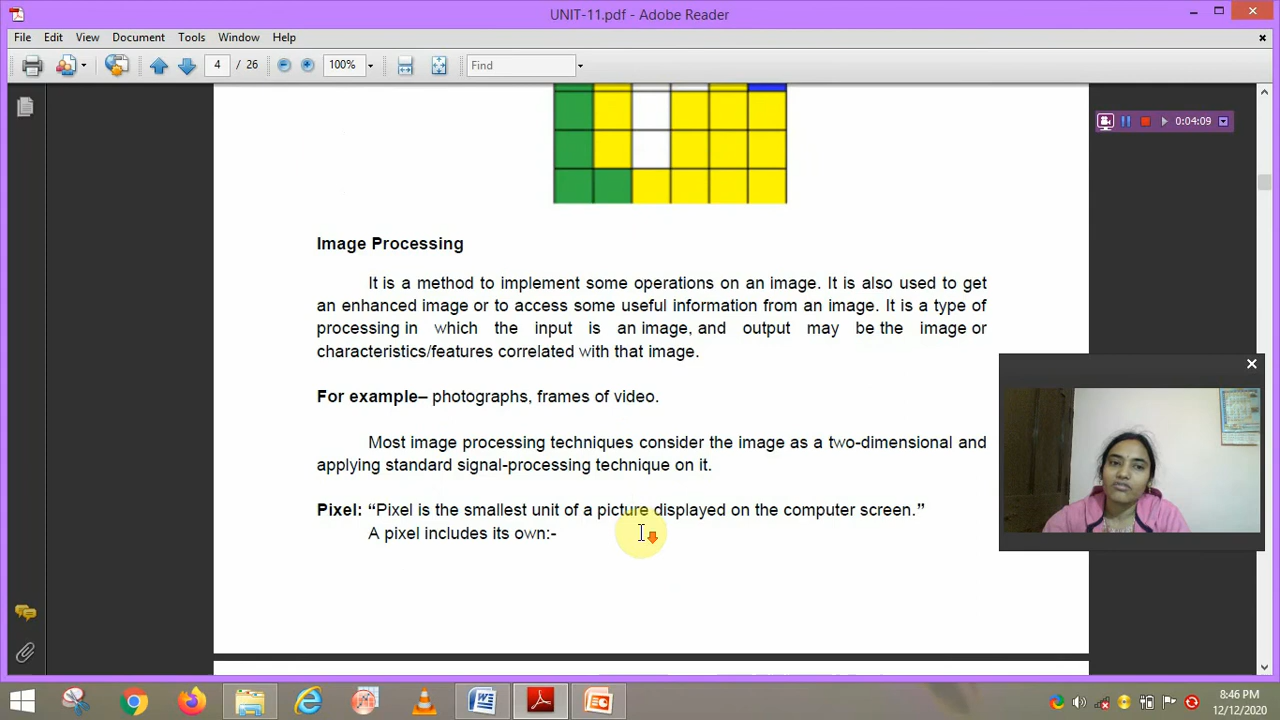 UNIT-11.pdf - Adobe Reader
File Edit View Document Tools Window Help
4 / 26 100% Find
0:04:09
Image Processing
It is a method to implement some operations on an image. It is also used to get
an enhanced image or to access some useful information from an image. It is a type of
processing in which the input is an image, and output may be the image or
characteristics/features correlated with that image.
For example– photographs, frames of video.
Most image processing techniques consider the image as a two-dimensional and
applying standard signal-processing technique on it.
Pixel: “Pixel is the smallest unit of a picture displayed on the computer screen.”
A pixel includes its own:-
8:46 PM
12/12/2020